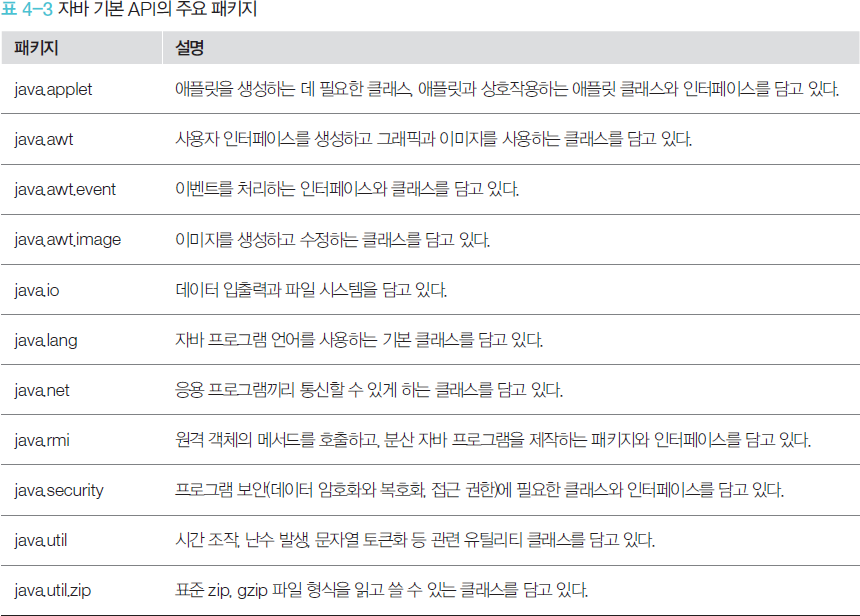 표 4-3 자바 기본 API의 주요 패키지
패키지 설명
java.applet 애플릿을 생성하는 데 필요한 클래스, 애플릿과 상호작용하는 애플릿 클래스와 인터페이스를 담고 있다.
java.awt 사용자 인터페이스를 생성하고 그래픽과 이미지를 사용하는 클래스를 담고 있다.
java.awt.event 이벤트를 처리하는 인터페이스와 클래스를 담고 있다.
java.awt.image 이미지를 생성하고 수정하는 클래스를 담고 있다.
java.io 데이터 입출력과 파일 시스템을 담고 있다.
java.lang 자바 프로그램 언어를 사용하는 기본 클래스를 담고 있다.
java.net 응용 프로그램끼리 통신할 수 있게 하는 클래스를 담고 있다.
java.rmi 원격 객체의 메서드를 호출하고, 분산 자바 프로그램을 제작하는 패키지와 인터페이스를 담고 있다.
java.security 프로그램 보안(데이터 암호화와 복호화, 접근 권한)에 필요한 클래스와 인터페이스를 담고 있다.
java.util 시간 조작, 난수 발생, 문자열 토큰화 등 관련 유틸리티 클래스를 담고 있다.
java.util.zip 표준 zip, gzip 파일 형식을 읽고 쓸 수 있는 클래스를 담고 있다.